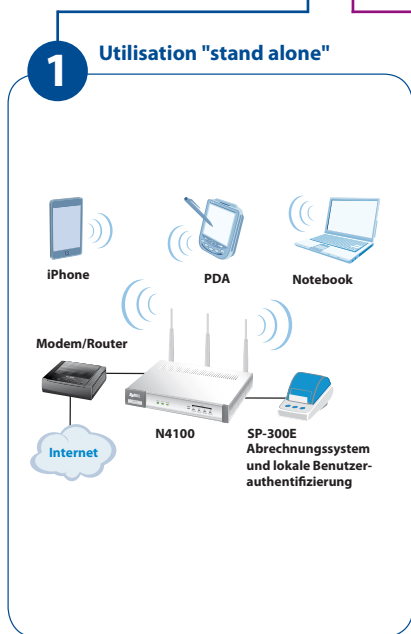 1
Utilisation "stand alone"
iPhone
PDA
Notebook
Modem/Router
Internet
N4100
SP-300E
Abrechnungssystem
und lokale Benutzer-
authentifizierung